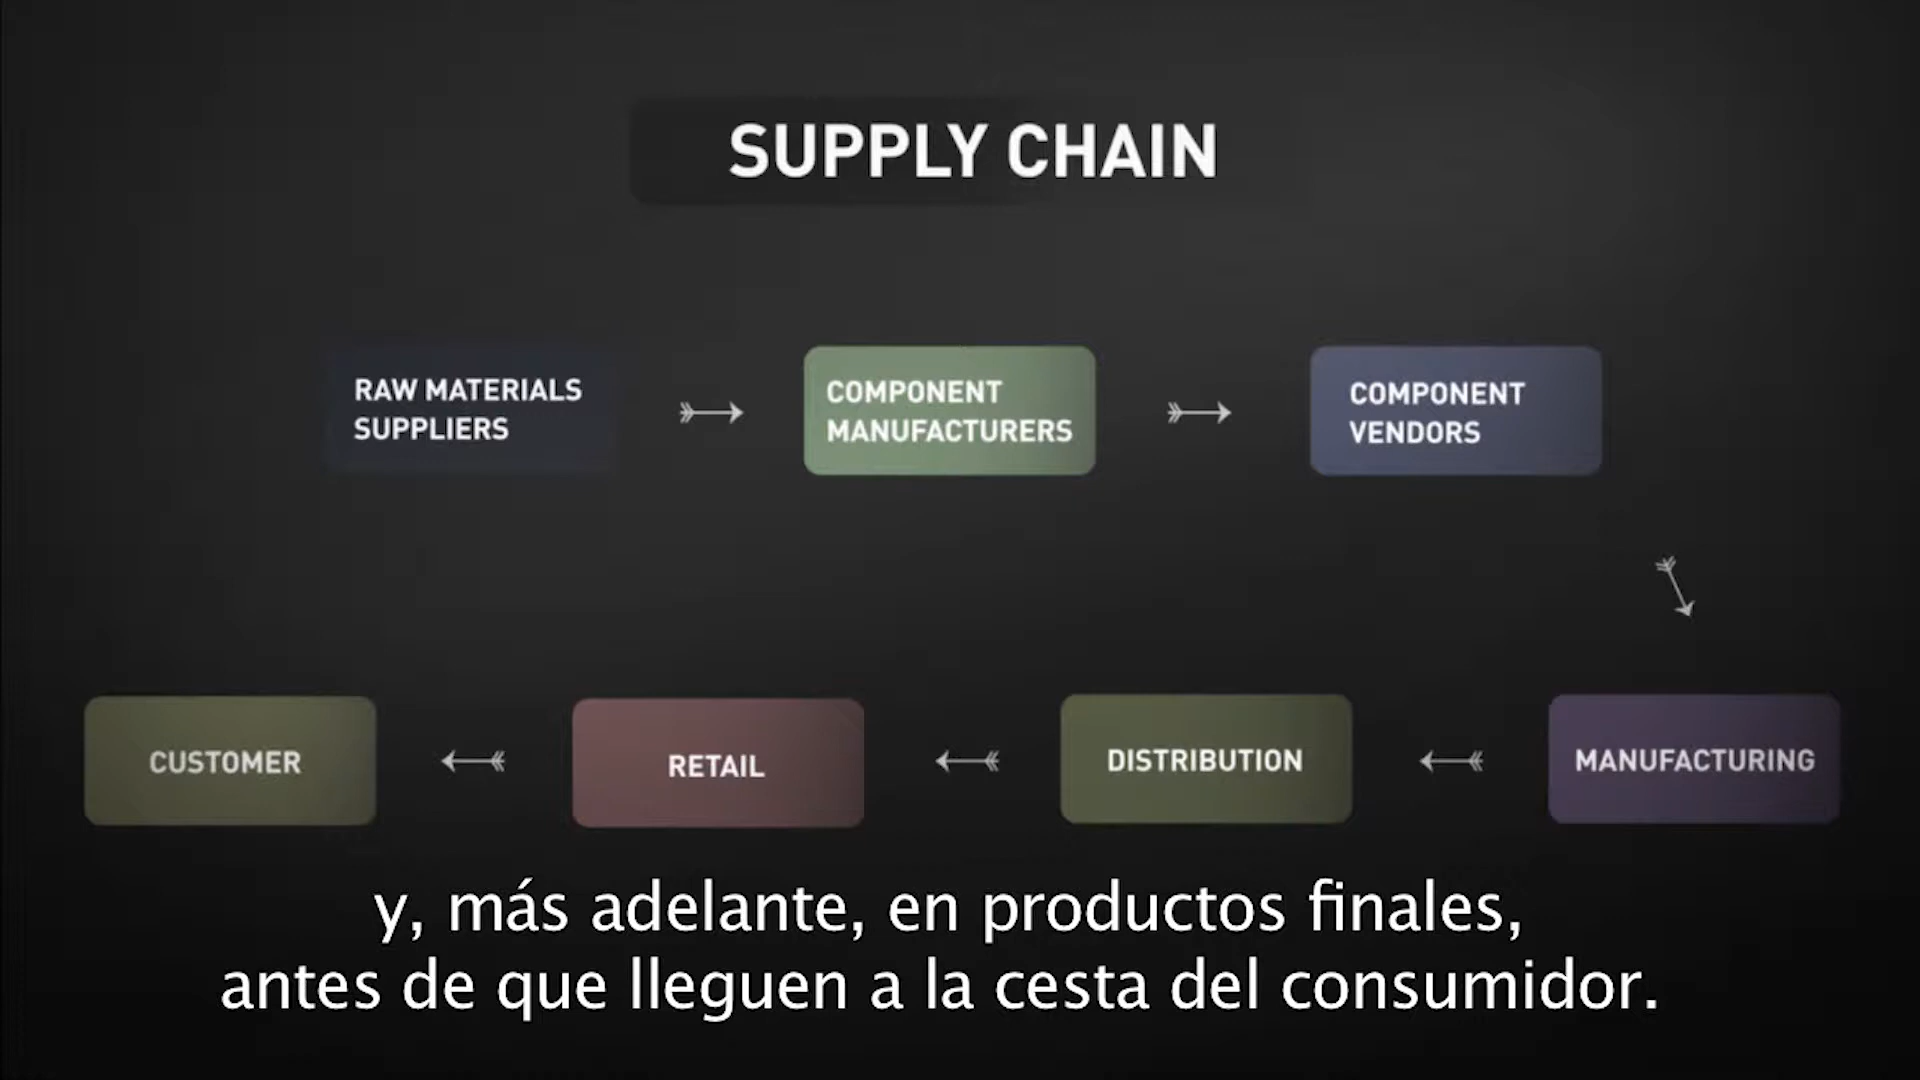 SUPPLY CHAIN
RAW MATERIALS
SUPPLIERS
COMPONENT
MANUFACTURERS
COMPONENT
VENDORS
CUSTOMER
RETAIL
DISTRIBUTION
MANUFACTURING
y, más adelante, en productos finales,
antes de que lleguen a la cesta del consumidor.